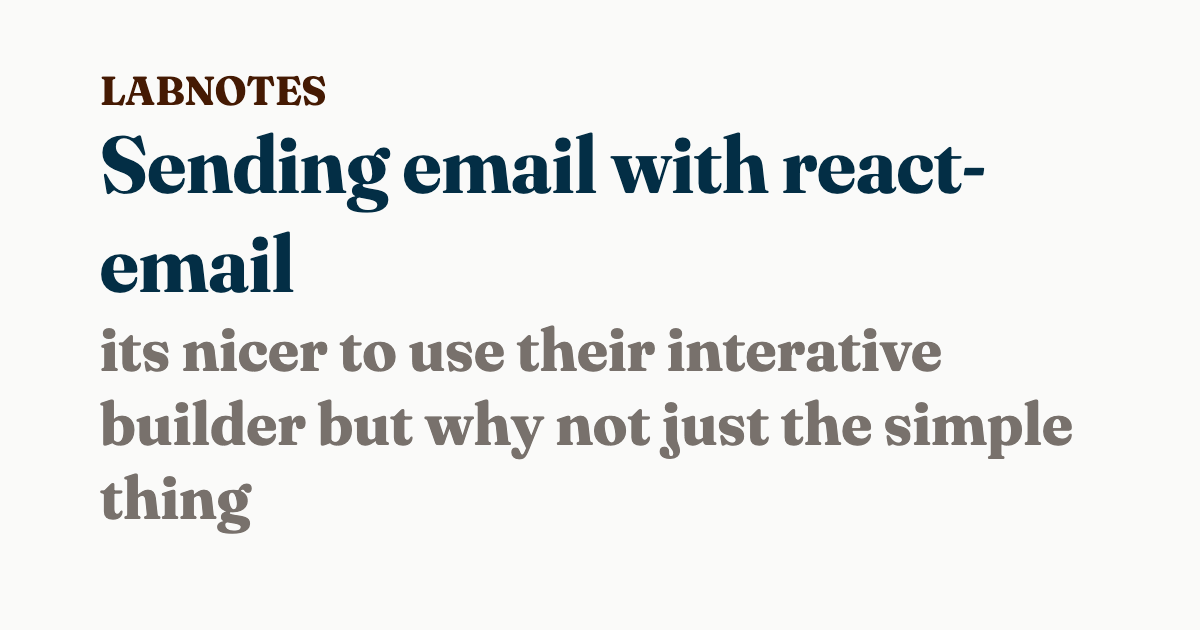 LABNOTES
Sending email with react-
email
its nicer to use their interative
builder but why not just the simple
thing